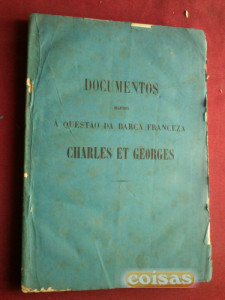 DOCUMENTOS
A QUESTÃO DA BARCA FRANCEZA
CHARLES ET GEORGES
coisas